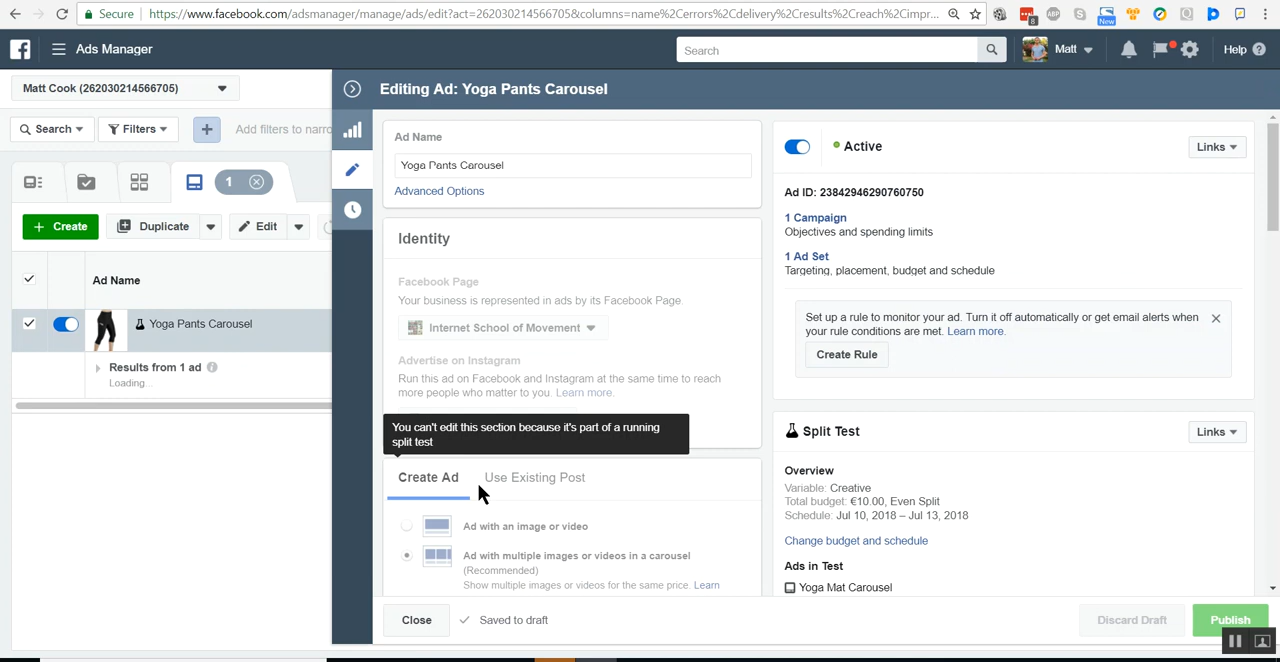 Secure
https://www.facebook.com/adsmanager/manage/ads/edit?act=262030214566705&columns=name%2Cerrors%2Cdelivery%2Cresults%2Creach%2Cimpr...
8
ABP
New
Ads Manager
Search
Matt
Help
Matt Cook (262030214566705)
Editing Ad: Yoga Pants Carousel
Search
Filters
Add filters to narro
1
Create
Duplicate
Edit
Ad Name
Yoga Pants Carousel
Results from 1 ad
Loading...
Ad Name
Yoga Pants Carousel
Advanced Options
Identity
Facebook Page
Your business is represented in ads by its Facebook Page.
Internet School of Movement
Advertise on Instagram
Run this ad on Facebook and Instagram at the same time to reach
more people who matter to you. Learn more.
You can't edit this section because it's part of a running
split test
Create Ad
Use Existing Post
Ad with an image or video
Ad with multiple images or videos in a carousel
(Recommended)
Show multiple images or videos for the same price. Learn
Active
Links
Ad ID: 23842946290760750
1 Campaign
Objectives and spending limits
1 Ad Set
Targeting, placement, budget and schedule
Set up a rule to monitor your ad. Turn it off automatically or get email alerts when
your rule conditions are met. Learn more.
Create Rule
Split Test
Links
Overview
Variable: Creative
Total budget: €10.00, Even Split
Schedule: Jul 10, 2018 – Jul 13, 2018
Change budget and schedule
Ads in Test
Yoga Mat Carousel
Close
Saved to draft
Discard Draft
Publish